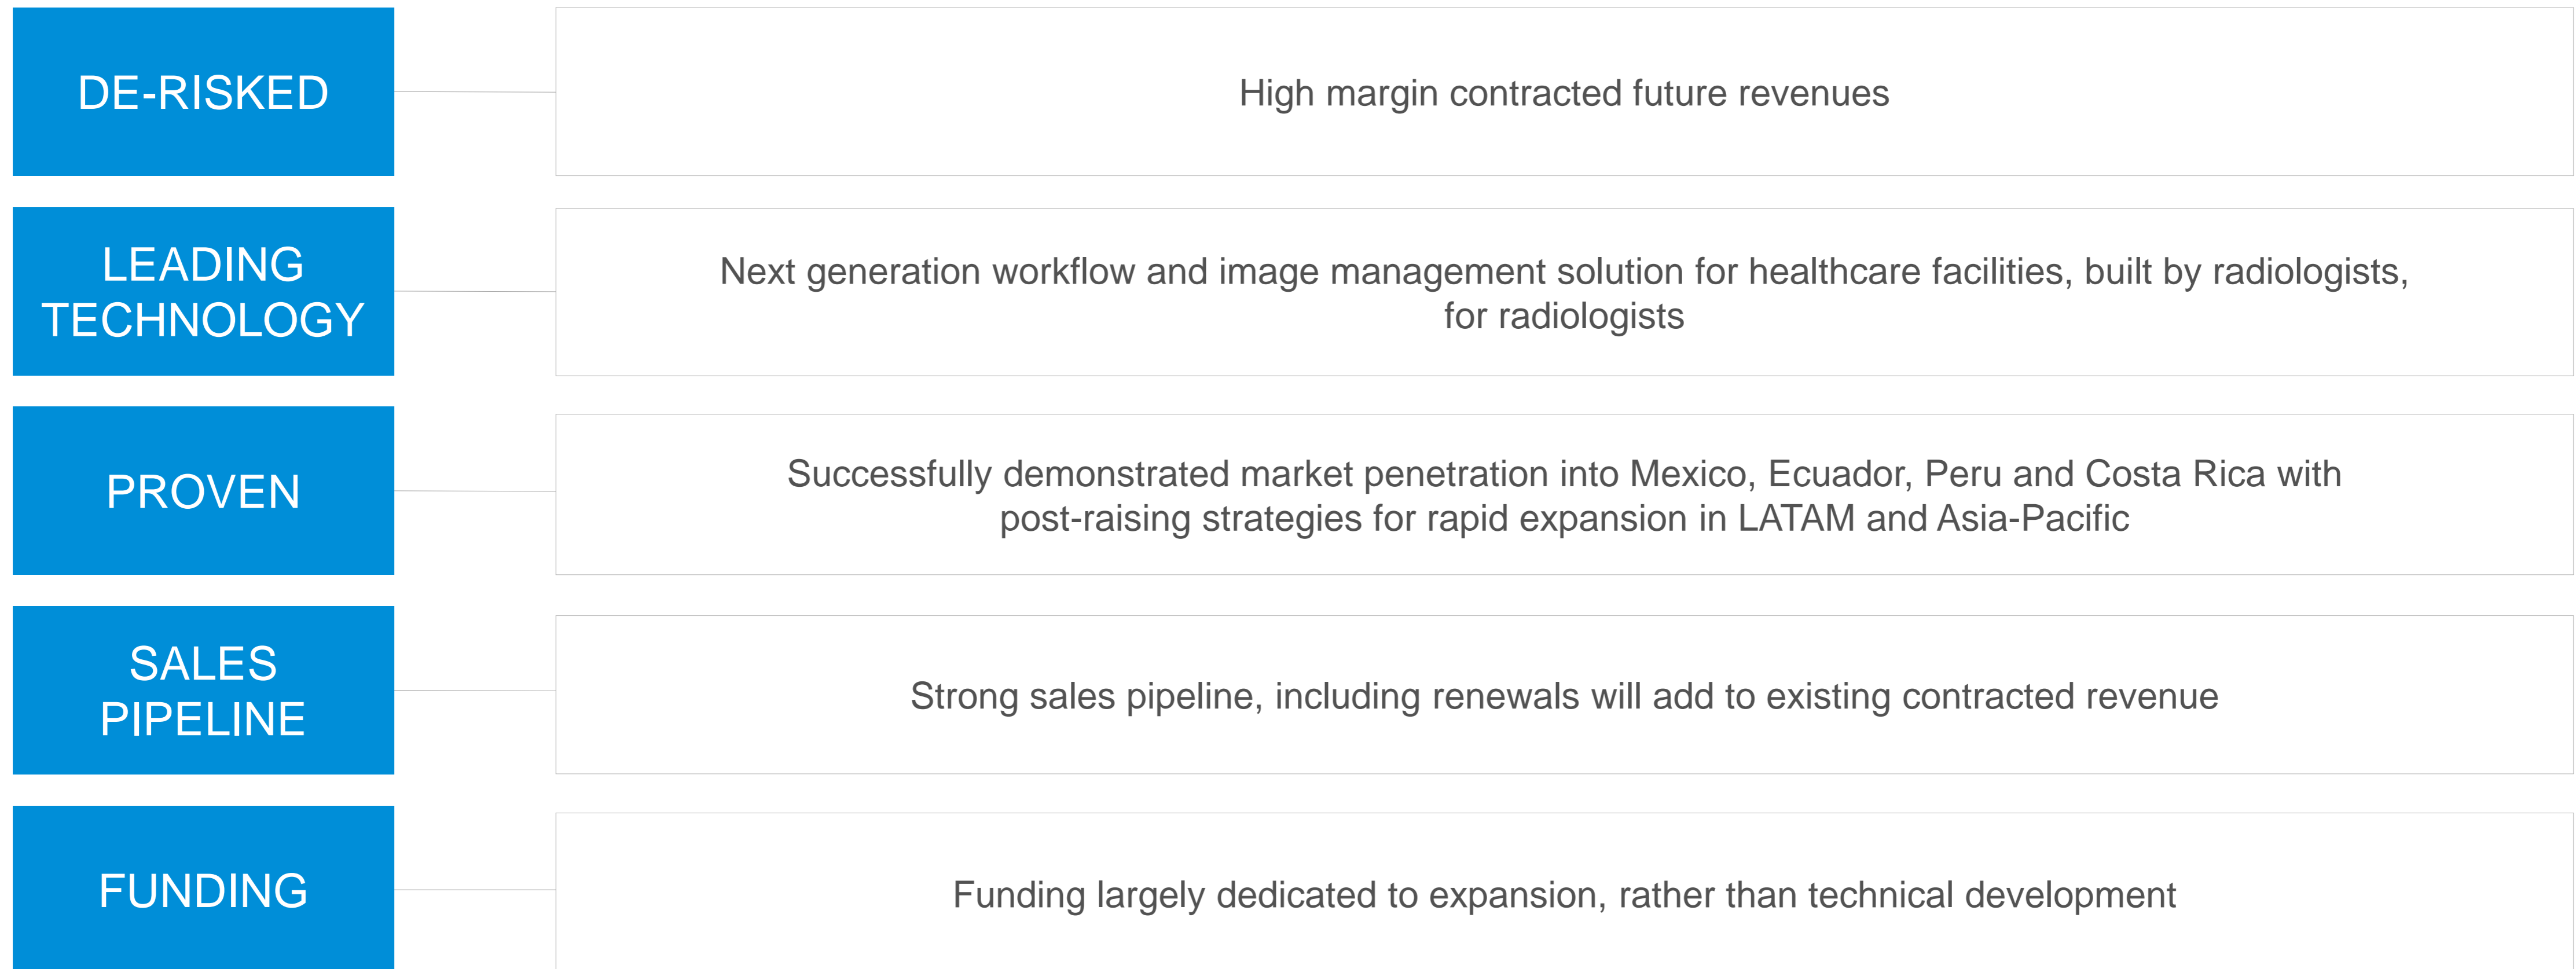 DE-RISKED
High margin contracted future revenues
LEADING
TECHNOLOGY
Next generation workflow and image management solution for healthcare facilities, built by radiologists,
for radiologists
PROVEN
Successfully demonstrated market penetration into Mexico, Ecuador, Peru and Costa Rica with
post-raising strategies for rapid expansion in LATAM and Asia-Pacific
SALES
PIPELINE
Strong sales pipeline, including renewals will add to existing contracted revenue
FUNDING
Funding largely dedicated to expansion, rather than technical development